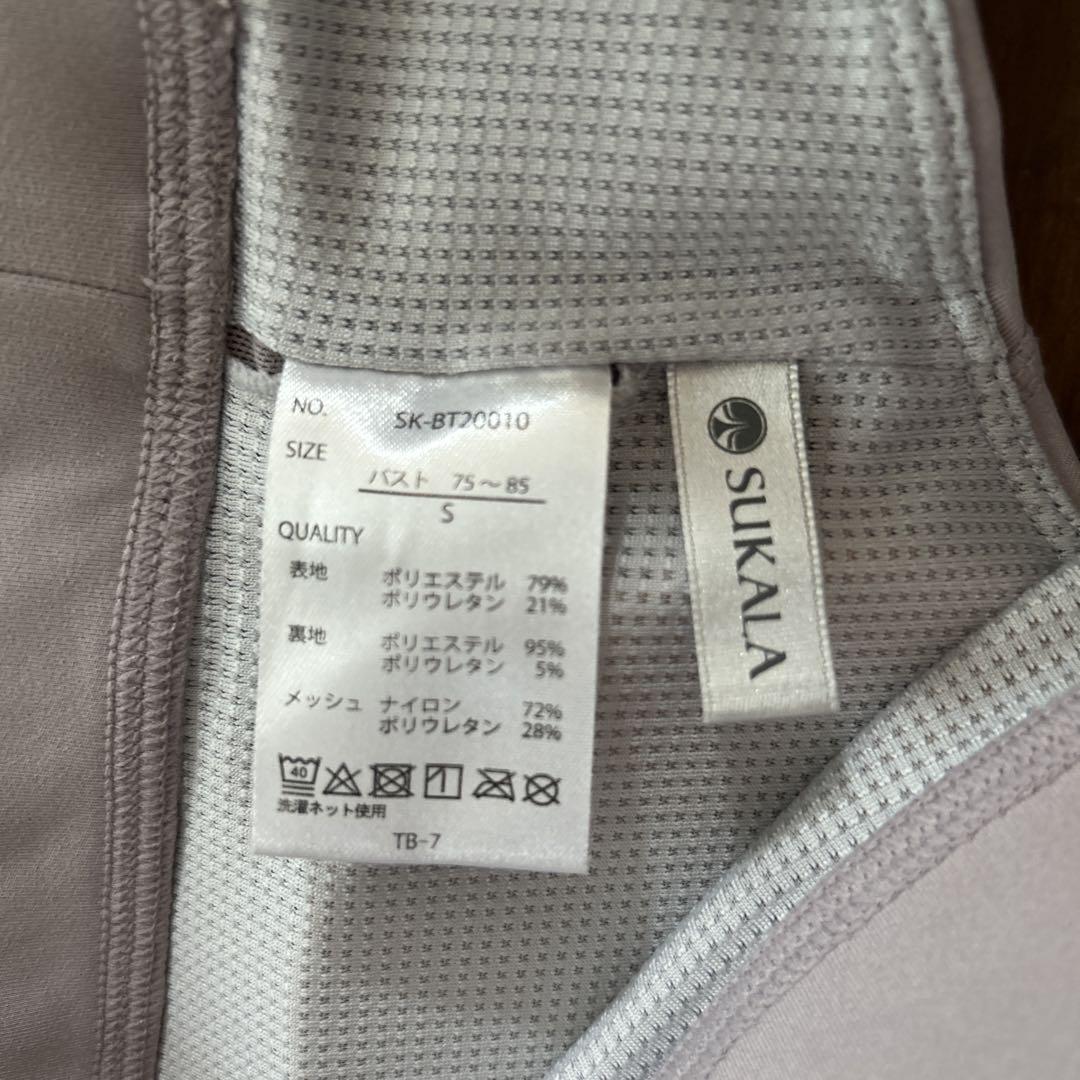 NO. SK-BT20010
SIZE
バスト 75～85
S
QUALITY
表地 ポリエステル 79%
ポリウレタン 21%
裏地 ポリエステル 95%
ポリウレタン 5%
メッシュ ナイロン 72%
ポリウレタン 28%
40
洗濯ネット使用
TB-7
SUKALA